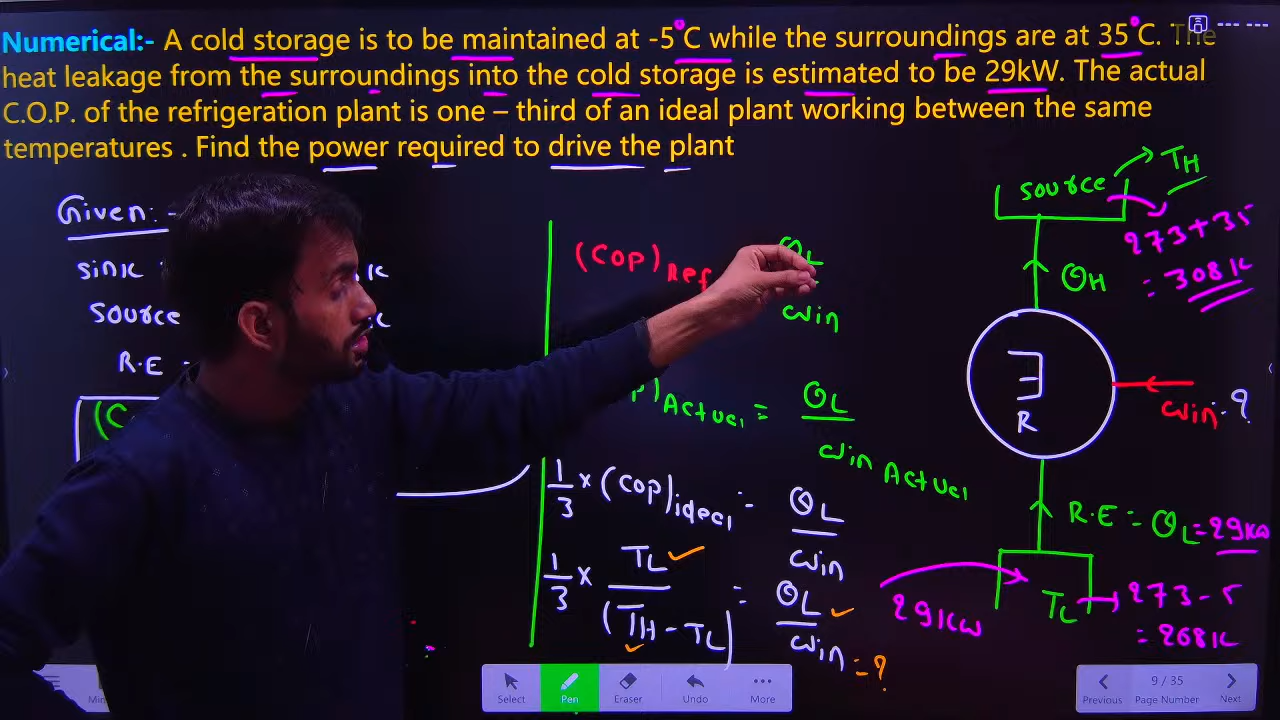 Numerical:- A cold storage is to be maintained at -5°C while the surroundings are at 35°C. The
heat leakage from the surroundings into the cold storage is estimated to be 29kW. The actual
C.O.P. of the refrigeration plant is one – third of an ideal plant working between the same
temperatures . Find the power required to drive the plant
Given:-
Sink
K
Source
K
R.E
(C
(COP)Ref
QL
Win
)Actual = QL
Win Actual
1/3 × (COP)ideal = QL
Win
1/3 × TL = QL
(TH - TL) Win = ?
Source
TH
273+35
= 308K
QH
R
Win = ?
R.E = QL = 29kW
29KW
TL
273 - 5
= 268K
Select
Pen
Eraser
Undo
More
Previous
9 / 35
Page Number
Next